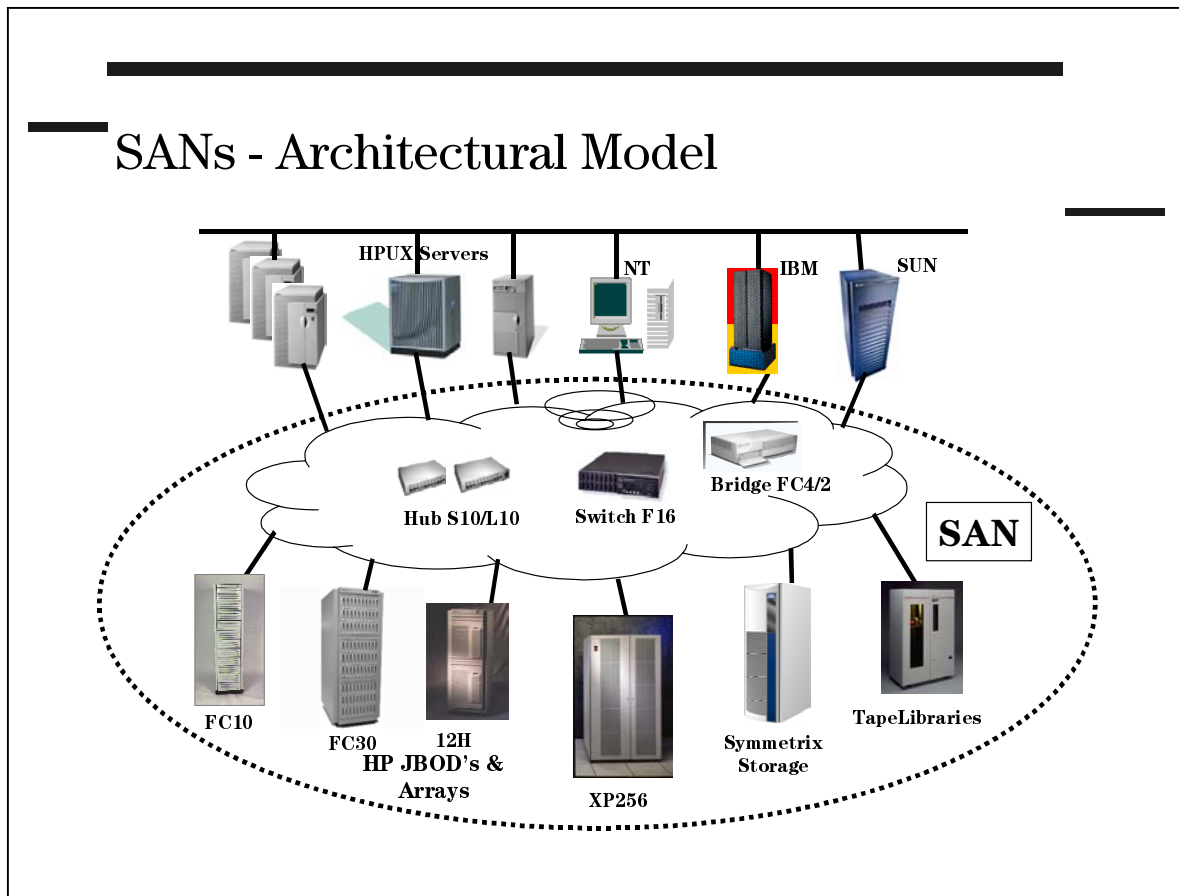 SANs - Architectural Model
HPUX Servers
NT
IBM
SUN
Hub S10/L10
Switch F16
Bridge FC4/2
SAN
FC10
FC30
12H
HP JBOD's &
Arrays
XP256
Symmetrix
Storage
TapeLibraries